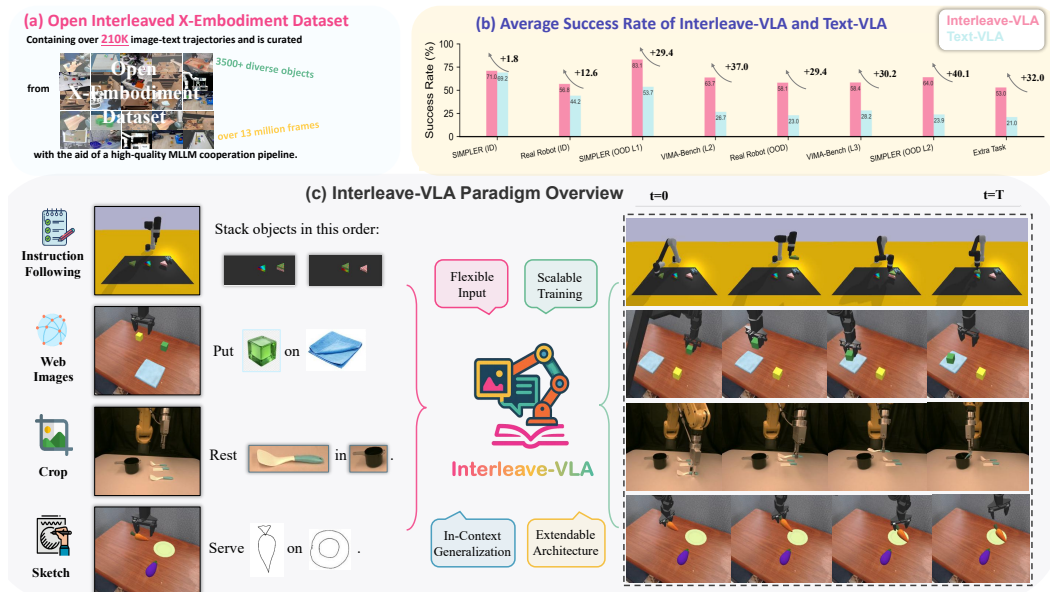 (a) Open Interleaved X-Embodiment Dataset
Containing over 210K image-text trajectories and is curated
from
Open
X-Embodiment
Dataset
3500+ diverse objects
over 13 million frames
with the aid of a high-quality MLLM cooperation pipeline.
(b) Average Success Rate of Interleave-VLA and Text-VLA
Interleave-VLA
Text-VLA
Success Rate (%)
100
75
50
25
0
+1.8
+12.6
+29.4
+37.0
+29.4
+30.2
+40.1
+32.0
71.0
69.2
56.8
44.2
83.1
53.7
63.7
26.7
58.1
23.0
58.4
28.2
64.0
23.9
53.0
21.0
SIMPLER (ID)
Real Robot (ID)
SIMPLER (OOD L1)
VIMA-Bench (L2)
Real Robot (OOD)
VIMA-Bench (L3)
SIMPLER (OOD L2)
Extra Task
(c) Interleave-VLA Paradigm Overview
t=0
t=T
Instruction
Following
Stack objects in this order:
Web
Images
Put
on
Crop
Rest
in
.
Sketch
Serve
on
.
Flexible
Input
Scalable
Training
Interleave-VLA
In-Context
Generalization
Extendable
Architecture